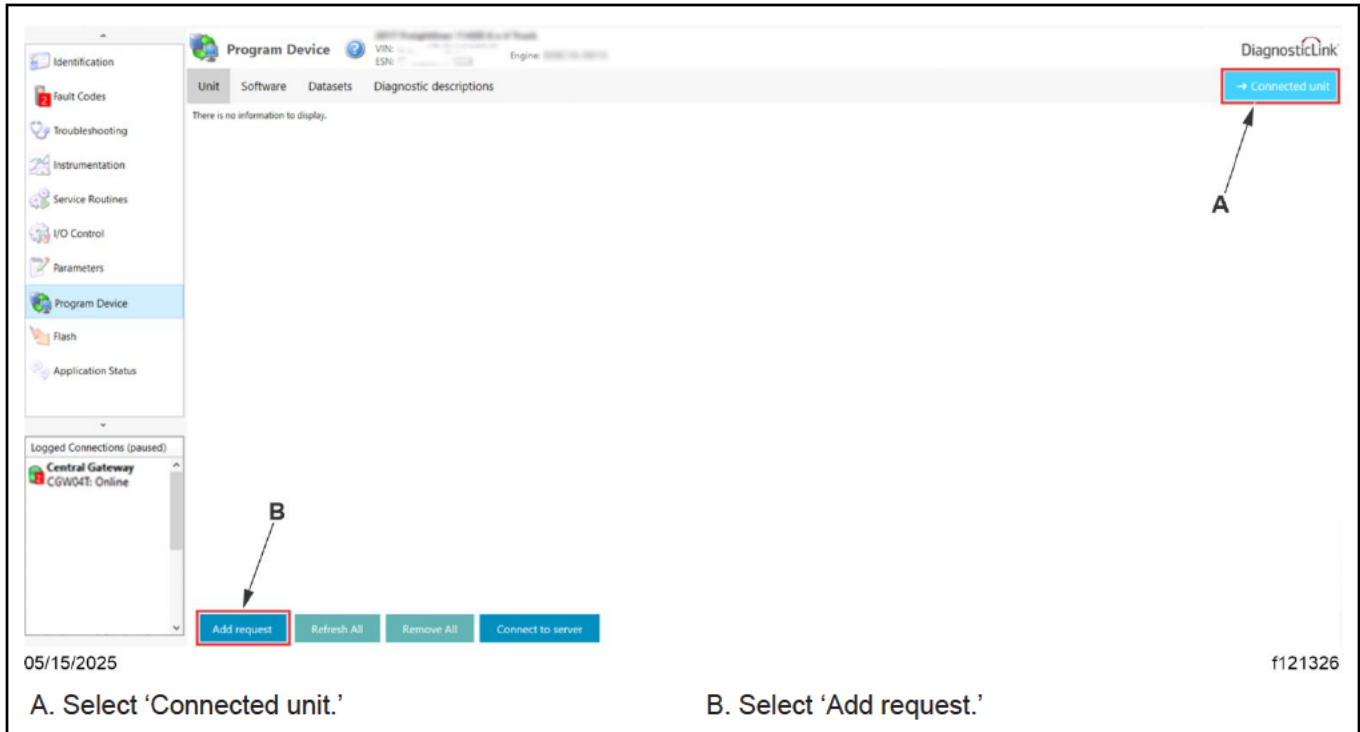 Identification
2
Fault Codes
Troubleshooting
Instrumentation
Service Routines
I/O Control
Parameters
Program Device
Flash
Application Status
Logged Connections (paused)
2
Central Gateway
CGW04T: Online
Program Device
?
VIN:
ESN:
Engine:
DiagnosticLink
Unit Software Datasets Diagnostic descriptions
→ Connected unit
There is no information to display.
A
B
Add request Refresh All Remove All Connect to server
05/15/2025
f121326
A. Select ‘Connected unit.’
B. Select ‘Add request.’